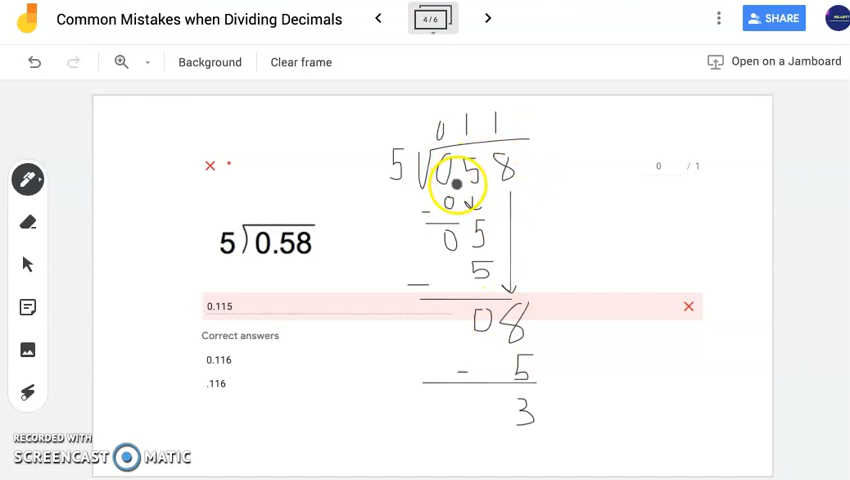 Common Mistakes when Dividing Decimals
4 / 6
SHARE
Background
Clear frame
Open on a Jamboard
*
0 / 1
5)0.58
0.115
Correct answers
0.116
.116
0 1 1
5 0 5 8
- 0
0 5
- 5
0 8
- 5
3
RECORDED WITH
SCREENCAST MATIC